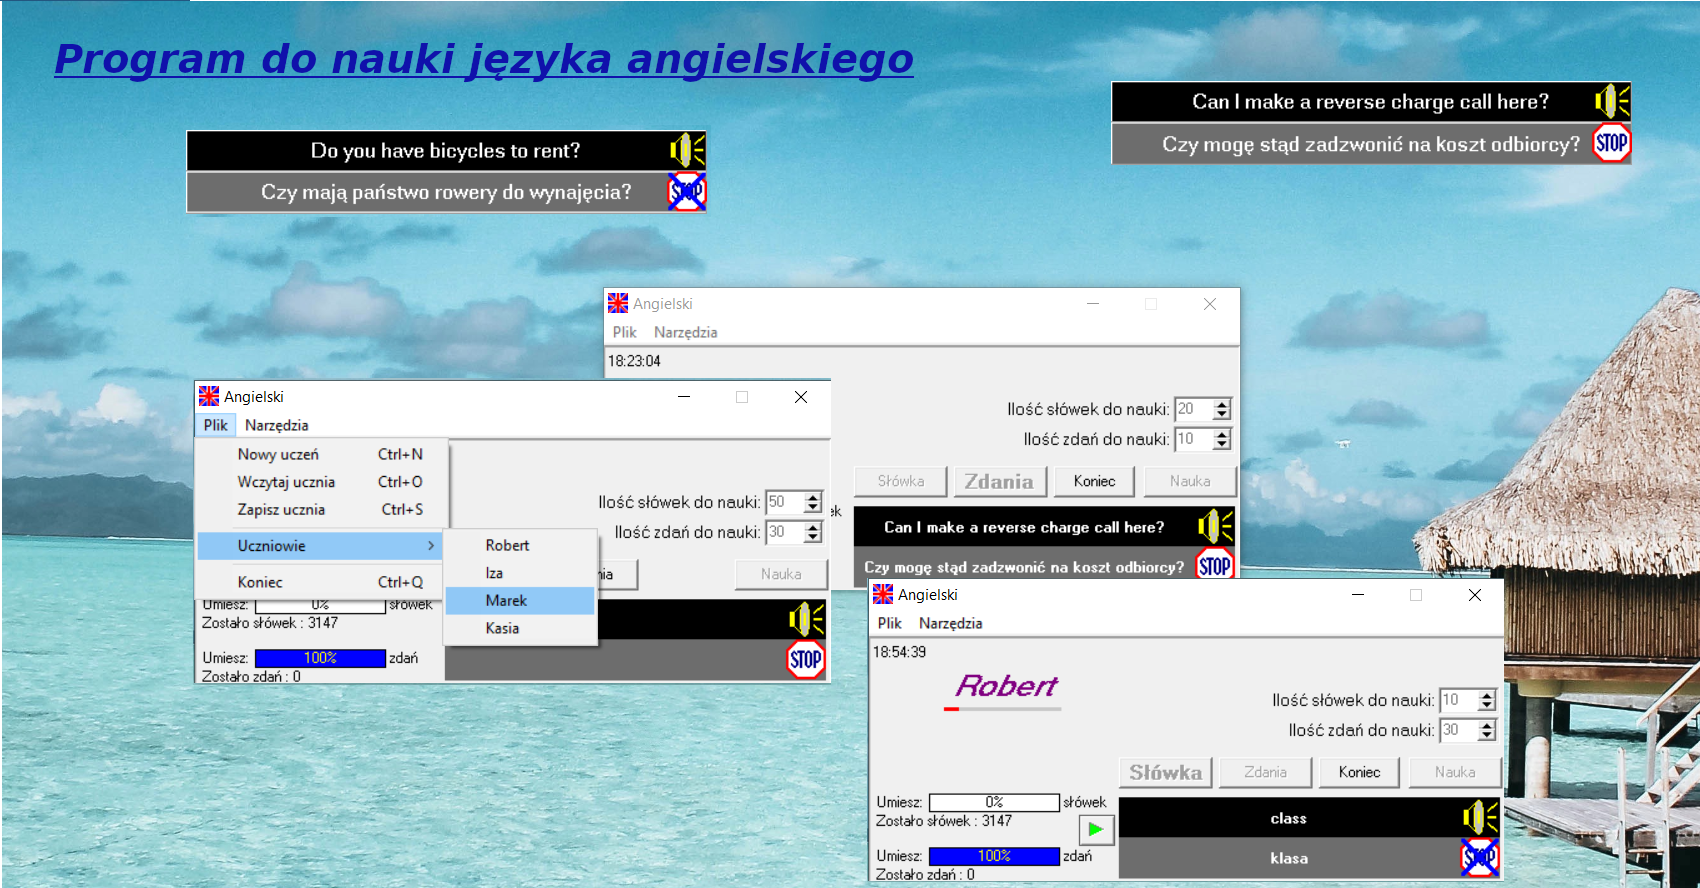 Program do nauki języka angielskiego
Can I make a reverse charge call here?
Czy mogę stąd zadzwonić na koszt odbiorcy?
STOP
Do you have bicycles to rent?
Czy mają państwo rowery do wynajęcia?
STOP
Angielski
Plik Narzędzia
18:23:04
Ilość słówek do nauki: 20
Ilość zdań do nauki: 10
Słówka Zdania Koniec Nauka
Can I make a reverse charge call here?
Czy mogę stąd zadzwonić na koszt odbiorcy?
STOP
Angielski
Plik Narzędzia
Nowy uczeń Ctrl+N
Wczytaj ucznia Ctrl+O
Zapisz ucznia Ctrl+S
Uczniowie
Koniec Ctrl+Q
Robert
Iza
Marek
Kasia
Ilość słówek do nauki: 50
Ilość zdań do nauki: 30
Nauka
Umiesz: 0% słówek
Zostało słówek : 3147
Umiesz: 100% zdań
Zostało zdań : 0
STOP
Angielski
Plik Narzędzia
18:54:39
Robert
Ilość słówek do nauki: 10
Ilość zdań do nauki: 30
Słówka Zdania Koniec Nauka
Umiesz: 0% słówek
Zostało słówek : 3147
Umiesz: 100% zdań
Zostało zdań : 0
class
klasa
STOP